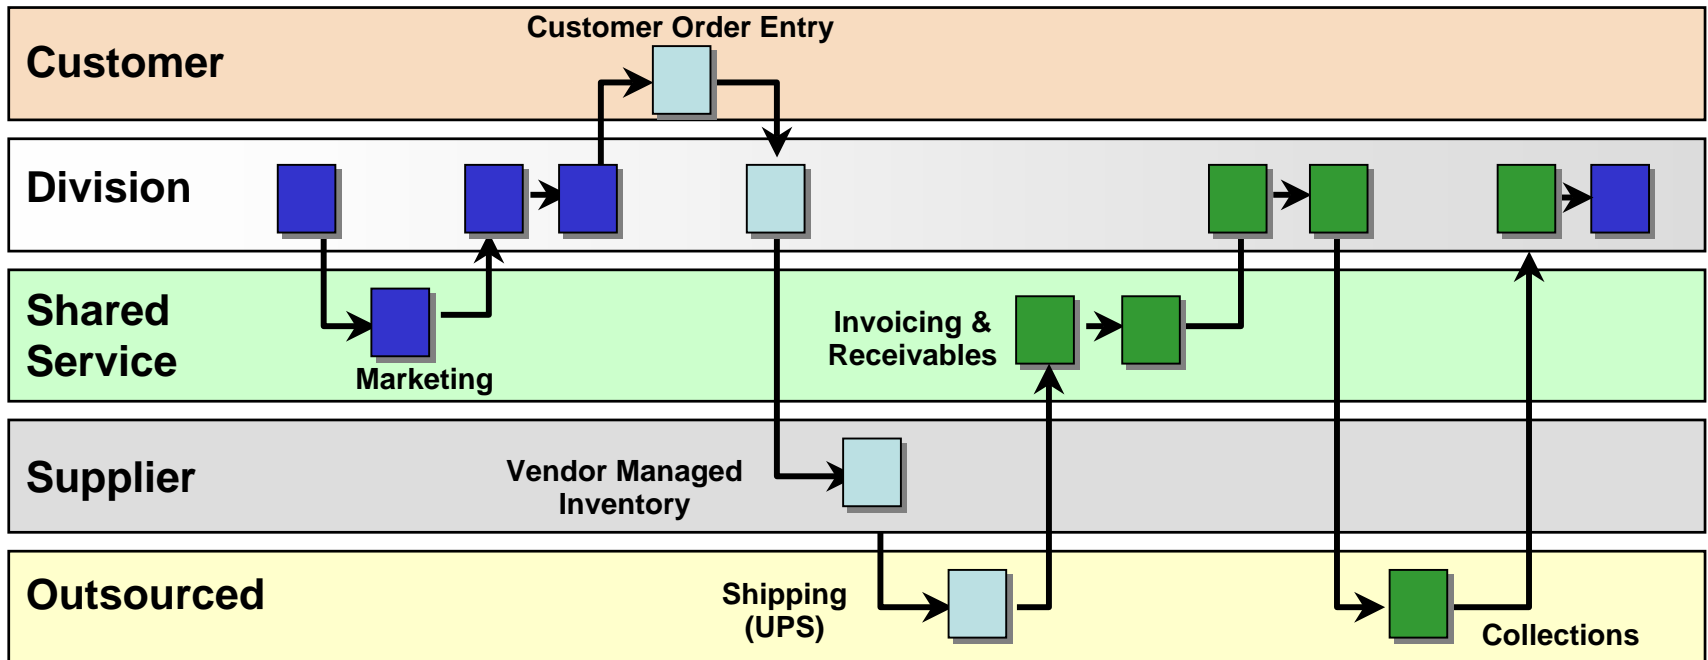 Customer Order Entry
Customer
Division
Shared
Service
Marketing
Invoicing &
Receivables
Supplier
Vendor Managed
Inventory
Outsourced
Shipping
(UPS)
Collections